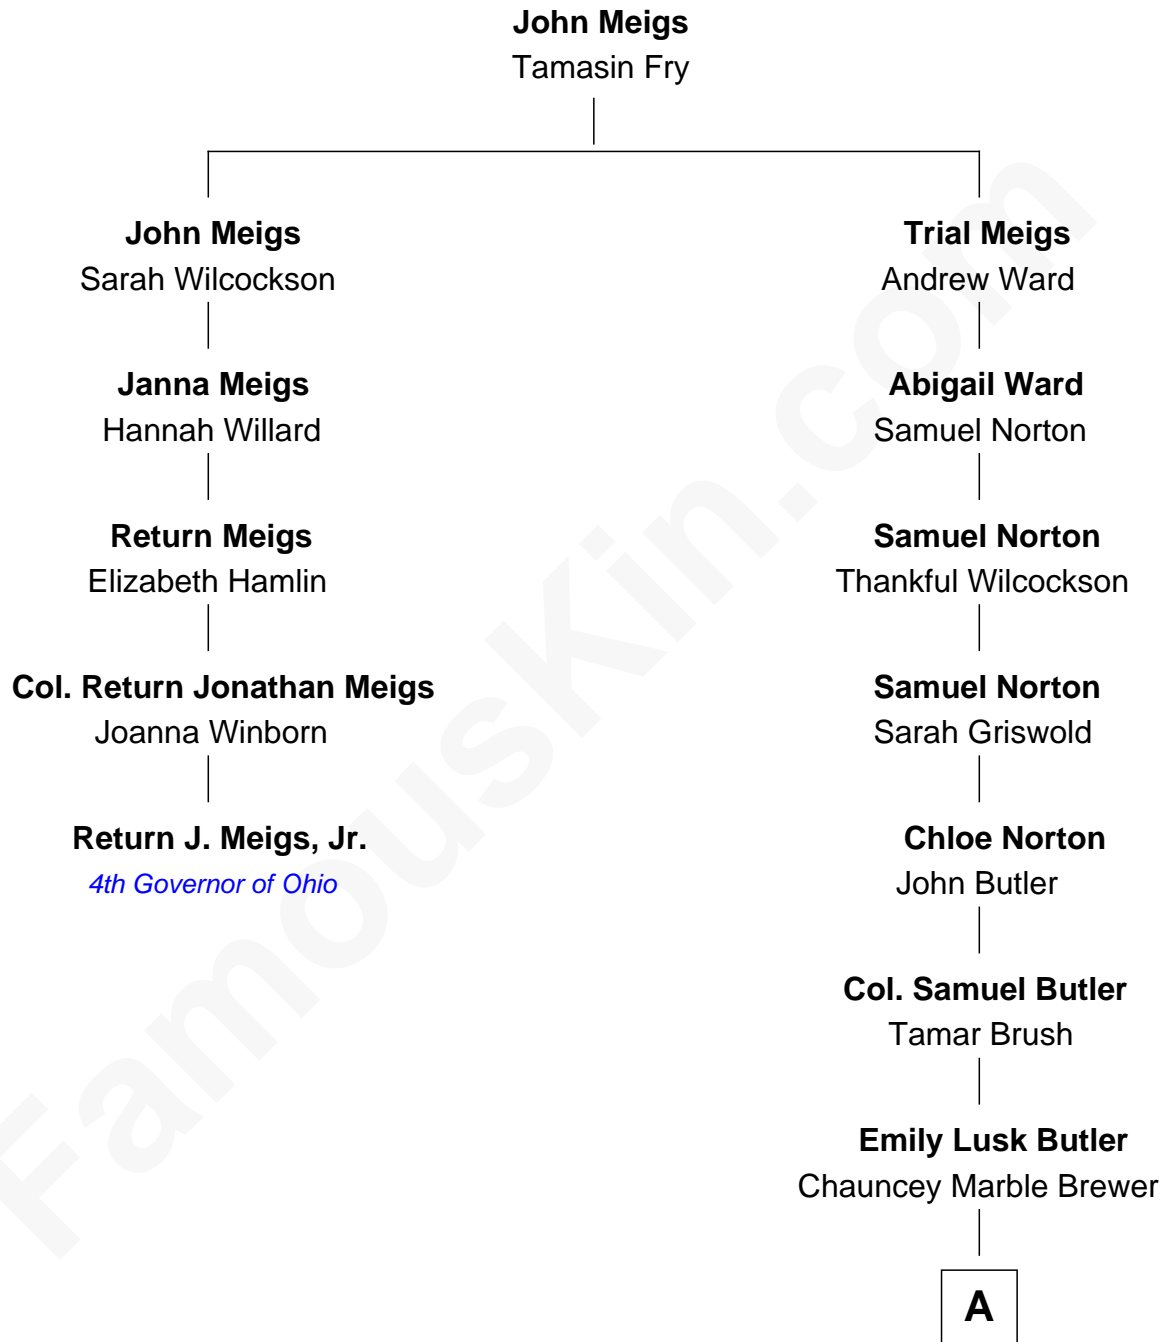 John Meigs
Tamasin Fry
John Meigs
Sarah Wilcockson
Trial Meigs
Andrew Ward
Janna Meigs
Hannah Willard
Abigail Ward
Samuel Norton
Return Meigs
Elizabeth Hamlin
Samuel Norton
Thankful Wilcockson
Col. Return Jonathan Meigs
Joanna Winborn
Samuel Norton
Sarah Griswold
Return J. Meigs, Jr.
4th Governor of Ohio
Chloe Norton
John Butler
Col. Samuel Butler
Tamar Brush
Emily Lusk Butler
Chauncey Marble Brewer
A
FamousKin.com